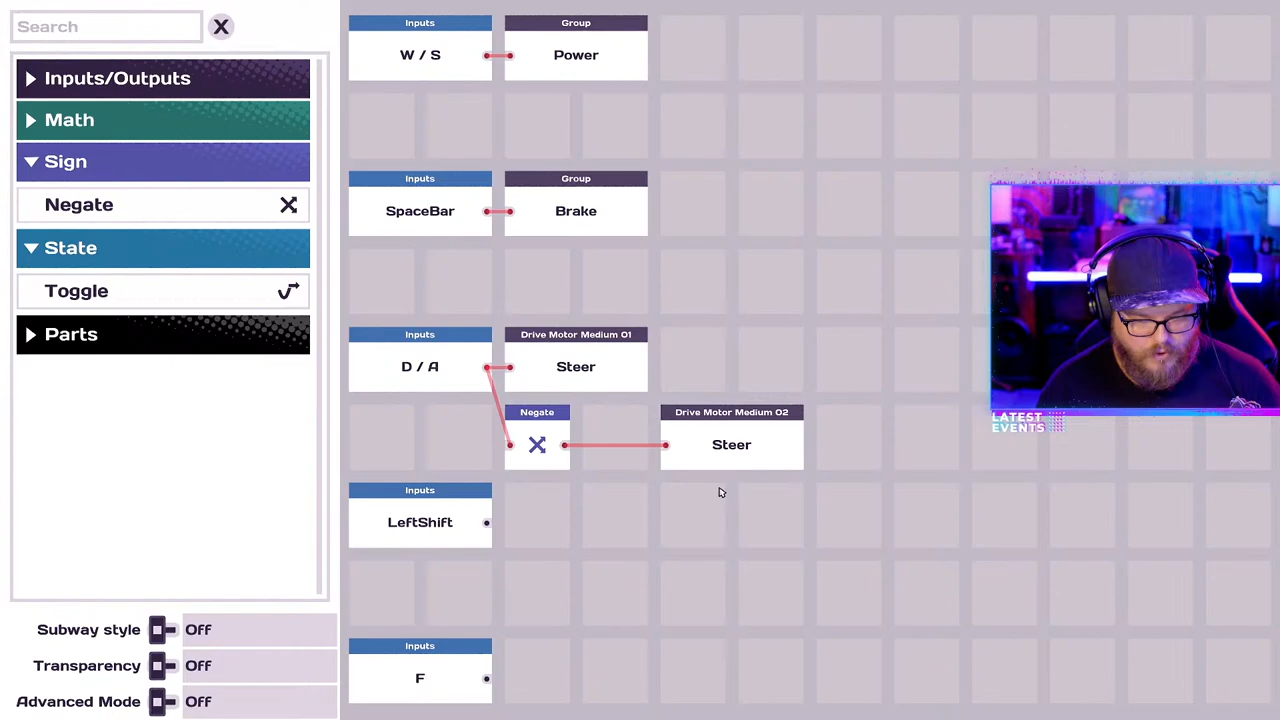 Search
X
Inputs/Outputs
Math
Sign
Negate
State
Toggle
Parts
Subway style
Off
Transparency
Off
Advanced Mode
Off
Inputs
W / S
Group
Power
Inputs
SpaceBar
Group
Brake
Inputs
D / A
Drive Motor Medium 01
Steer
Negate
Drive Motor Medium 02
Steer
Inputs
LeftShift
Inputs
F
LATEST
EVENTS